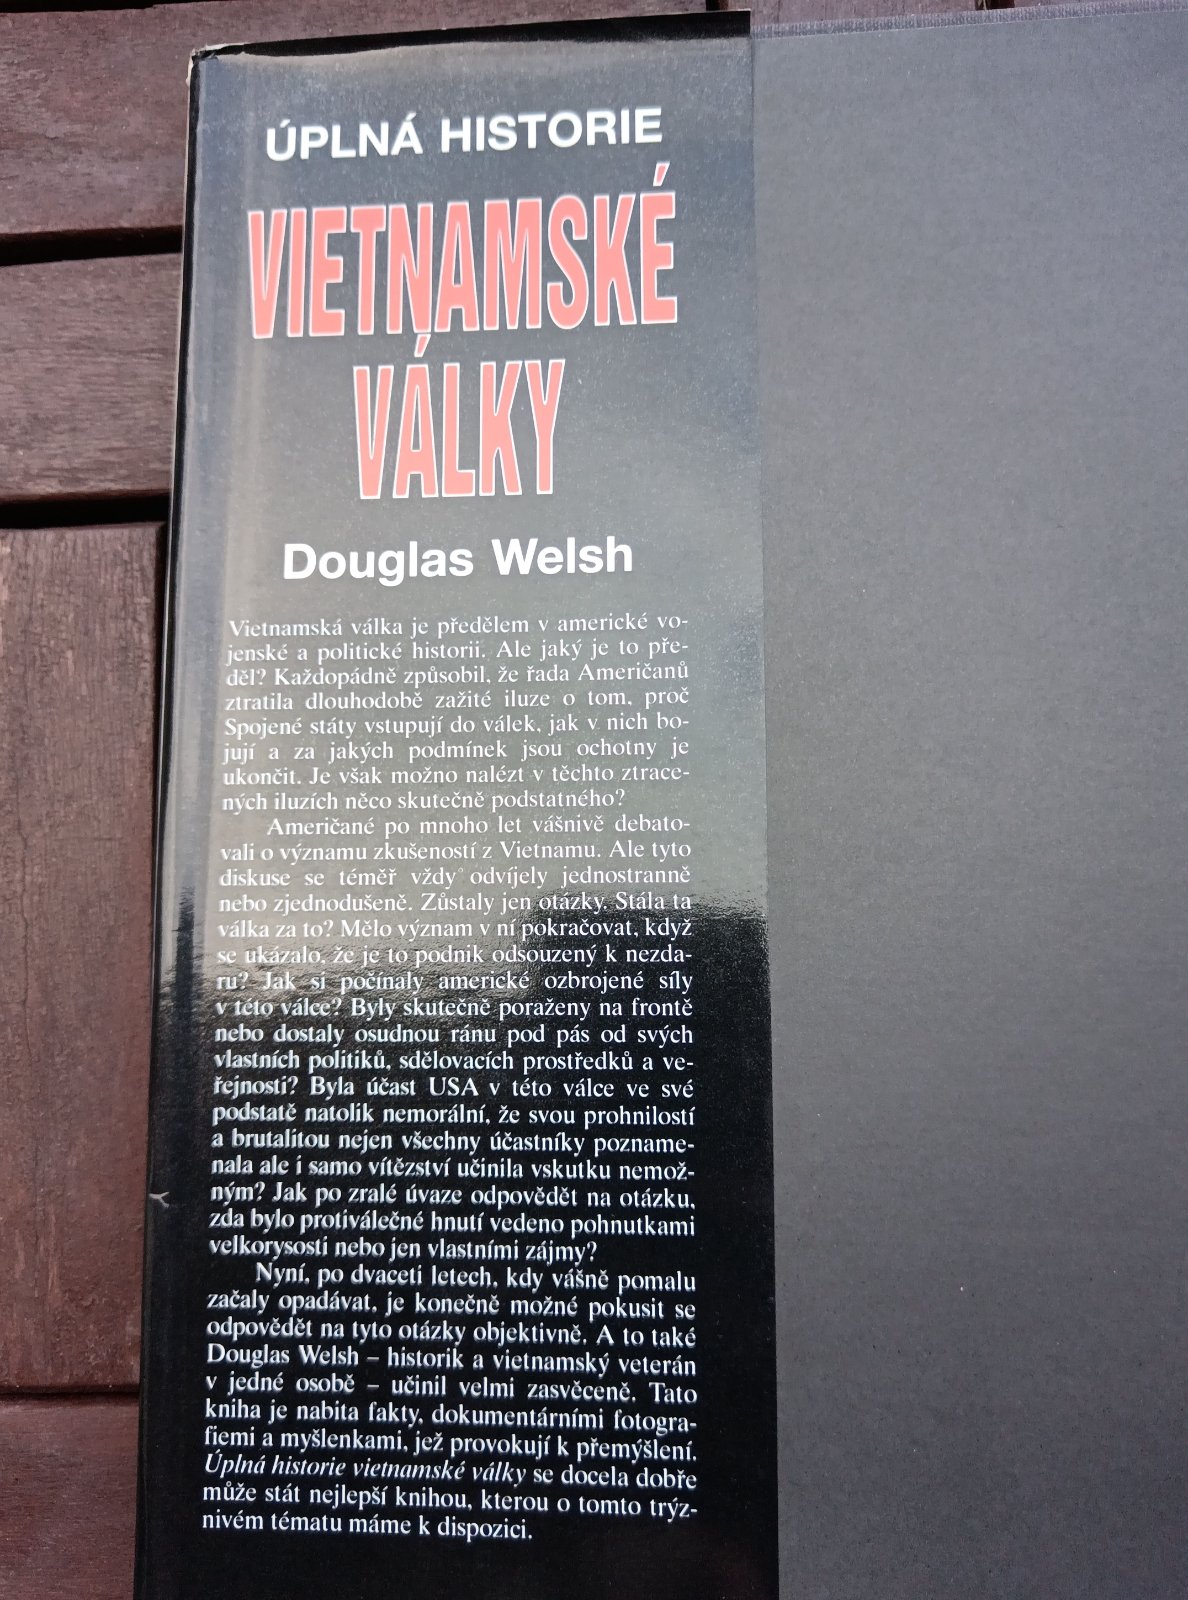 ÚPLNÁ HISTORIE
VIETNAMSKÉ
VÁLKY
Douglas Welsh
Vietnamská válka je předělem v americké vo-
jenské a politické historii. Ale jaký je to pře-
děl? Každopádně způsobil, že řada Američanů
ztratila dlouhodobě zažité iluze o tom, proč
Spojené státy vstupují do válek, jak v nich bo-
jují a za jakých podmínek jsou ochotny je
ukončit. Je však možno nalézt v těchto ztrace-
ných iluzích něco skutečně podstatného?
Američané po mnoho let vášnivě debato-
vali o významu zkušeností z Vietnamu. Ale tyto
diskuse se téměř vždy odvíjely jednostranně
nebo zjednodušeně. Zůstaly jen otázky. Stála ta
válka za to? Mělo význam v ní pokračovat, když
se ukázalo, že je to podnik odsouzený k nezda-
ru? Jak si počínaly americké ozbrojené síly
v této válce? Byly skutečně poraženy na frontě
nebo dostaly osudnou ránu pod pás od svých
vlastních politiků, sdělovacích prostředků a ve-
řejnosti? Byla účast USA v této válce ve své
podstatě natolik nemorální, že svou prohnilostí
a brutalitou nejen všechny účastníky pozname-
nala ale i samo vítězství učinila vskutku nemož-
ným? Jak po zralé úvaze odpovědět na otázku,
zda bylo protiválečné hnutí vedeno pohnutkami
velkorysosti nebo jen vlastními zájmy?
Nyní, po dvaceti letech, kdy vášně pomalu
začaly opadávat, je konečně možné pokusit se
odpovědět na tyto otázky objektivně. A to také
Douglas Welsh – historik a vietnamský veterán
v jedné osobě – učinil velmi zasvěceně. Tato
kniha je nabita fakty, dokumentárními fotogra-
fiemi a myšlenkami, jež provokují k přemýšlení.
Úplná historie vietnamské války se docela dobře
může stát nejlepší knihou, kterou o tomto trýz-
nivém tématu máme k dispozici.